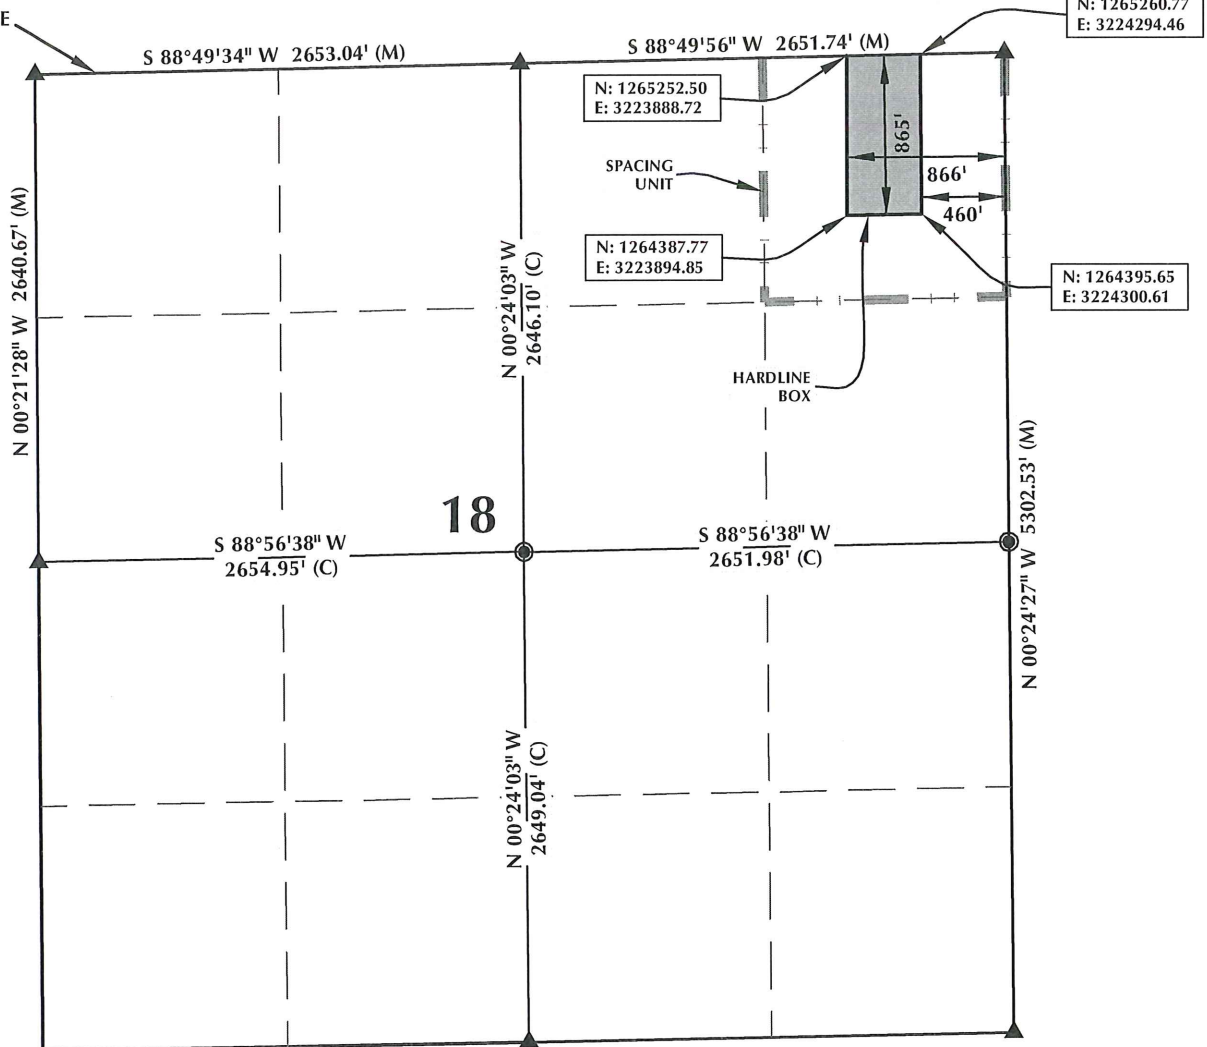 N: 1265260.77
E: 3224294.46
E
S 88°49'34" W 2653.04' (M)
S 88°49'56" W 2651.74' (M)
N: 1265252.50
E: 3223888.72
865'
SPACING
UNIT
866'
460'
N: 1264387.77
E: 3223894.85
N: 1264395.65
E: 3224300.61
N 00°21'28" W 2640.67' (M)
N 00°24'03" W
2646.10' (C)
HARDLINE
BOX
18
S 88°56'38" W
2654.95' (C)
S 88°56'38" W
2651.98' (C)
N 00°24'27" W 5302.53' (M)
N 00°24'03" W
2649.04' (C)